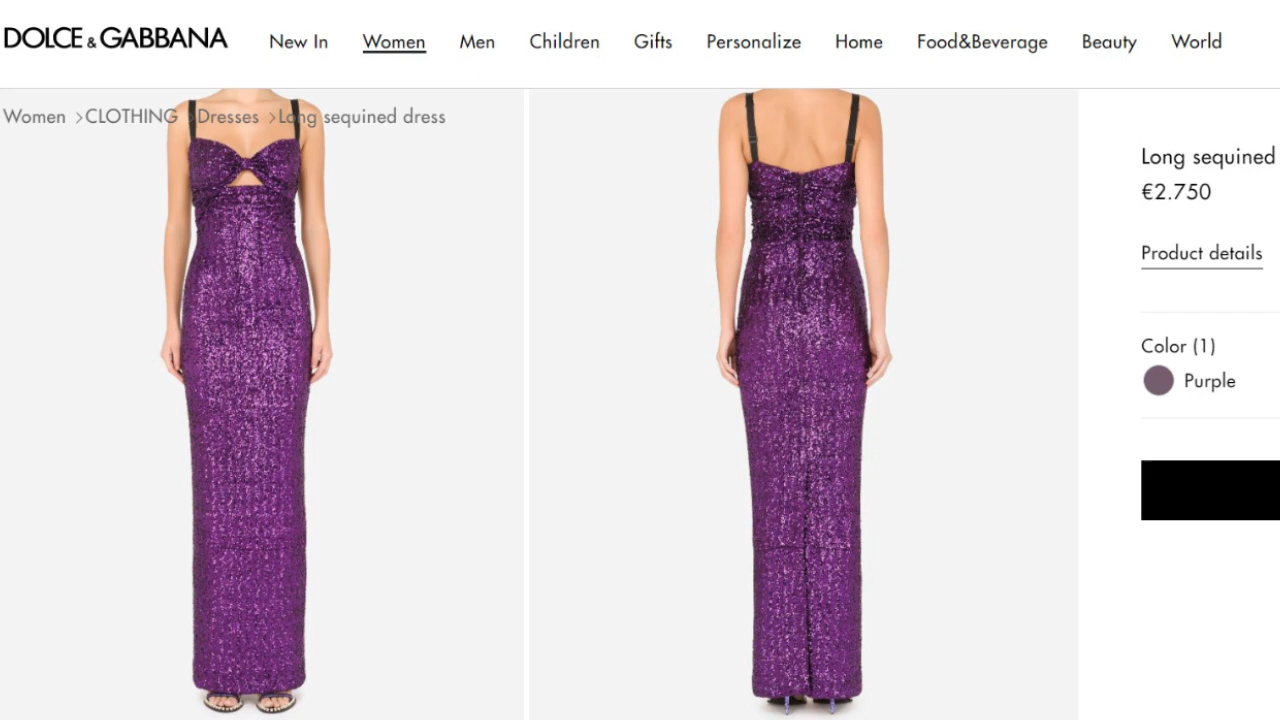 DOLCE & GABBANA
New In Women Men Children Gifts Personalize Home Food&Beverage Beauty World
Women >CLOTHING >Dresses >Long sequined dress
Long sequined
€2.750
Product details
Color (1)
Purple